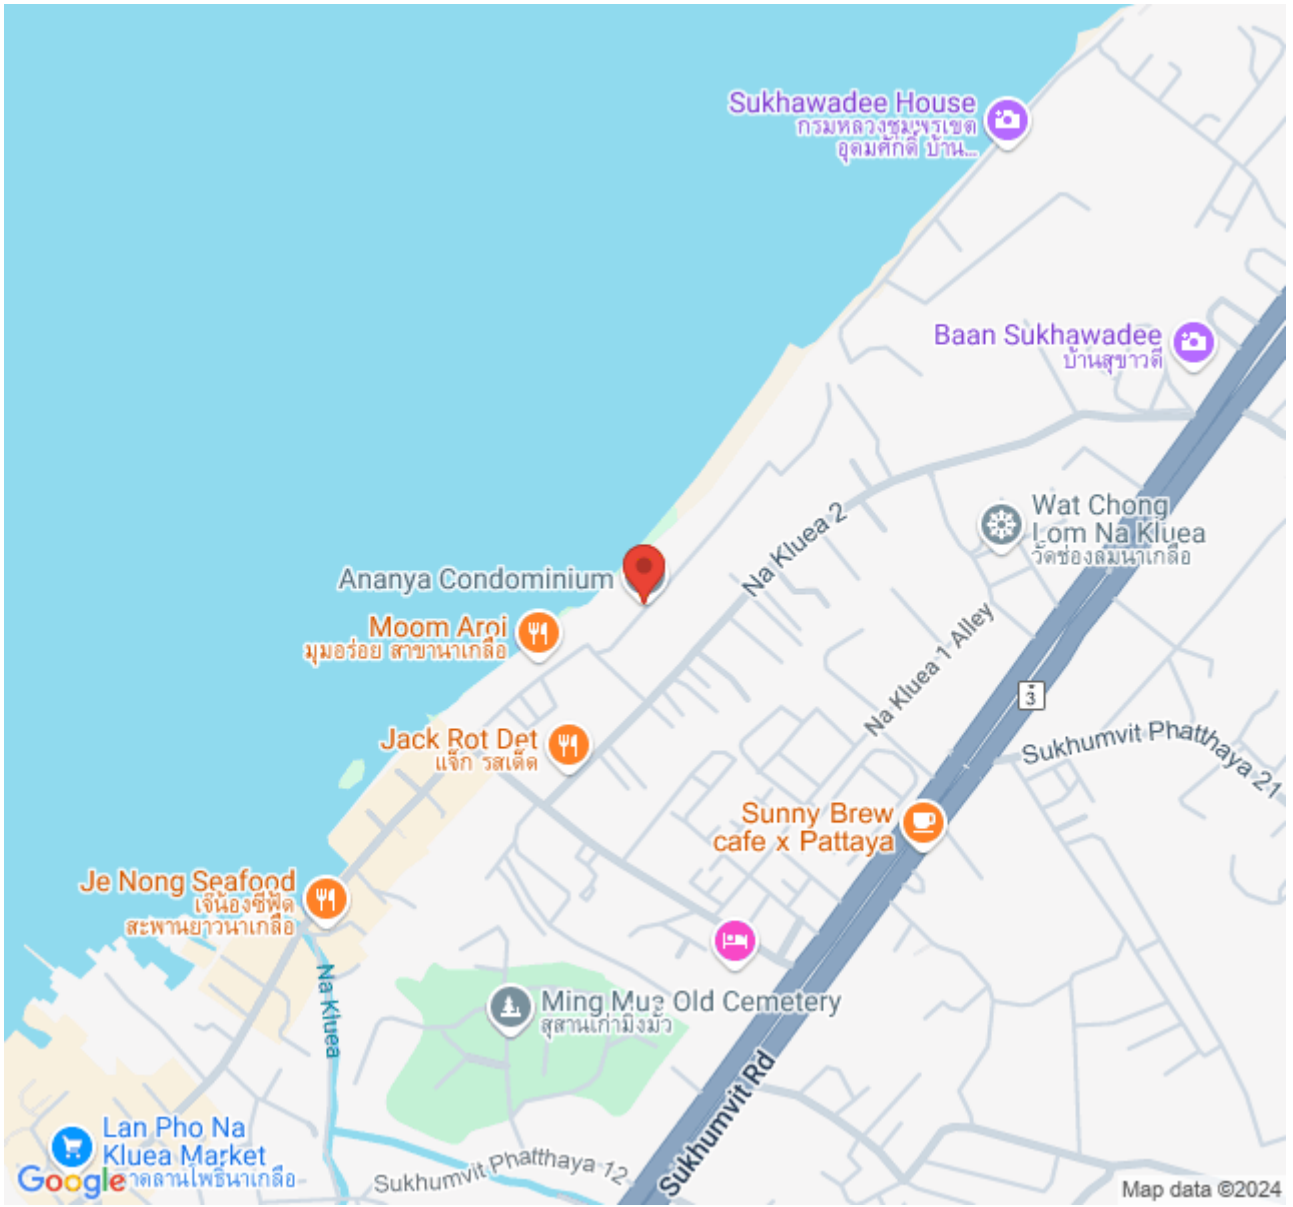 Sukhawadee House
กรมหลวงชุมพรเขต
อุดมศักดิ์ บ้าน...
Baan Sukhawadee
บ้านสุขาวดี
Wat Chong
Lom Na Kluea
วัดช่องลมนาเกลือ
Na Kluea 2
Ananya Condominium
Moom Aroi
มุมอร่อย สาขานาเกลือ
Na Kluea 1 Alley
3
Jack Rot Det
แจ็ก รสเด็ด
Sukhumvit Phatthaya 21
Sunny Brew
cafe x Pattaya
Je Nong Seafood
เจ๊น้องซีฟู้ด
สะพานยาวนาเกลือ
Na Kluea
Ming Mua Old Cemetery
สุสานเก่ามิ่งมั่ว
Sukhumvit Rd
Lan Pho Na
Kluea Market
าดลานโพธิ์นาเกลือ
Sukhumvit Phatthaya 12
Google
Map data ©2024